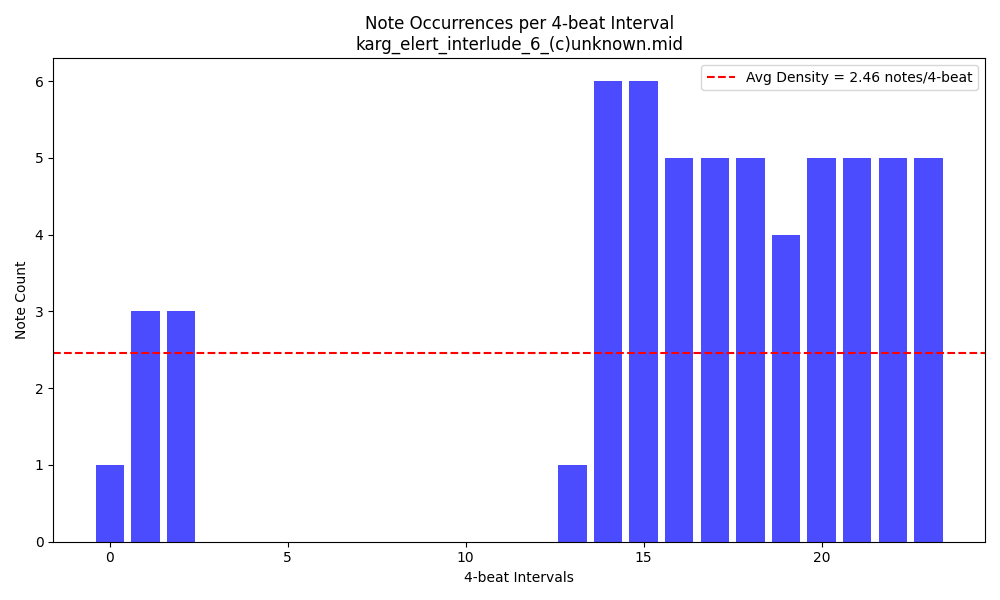 Note Occurrences per 4-beat Interval
karg_elert_interlude_6_(c)unknown.mid
Avg Density = 2.46 notes/4-beat
Note Count
6
5
4
3
2
1
0
0 5 10 15 20
4-beat Intervals